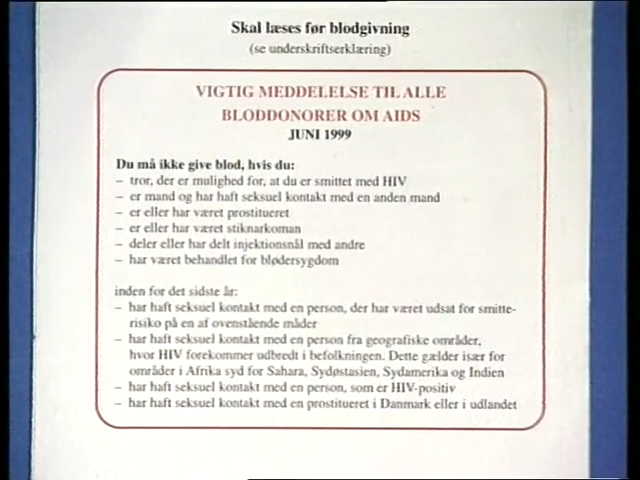 Skal læses før blodgivning
(se underskriftserklæring)
VIGTIG MEDDELELSE TIL ALLE
BLODDONORER OM AIDS
JUNI 1999
Du må ikke give blod, hvis du:
– tror, der er mulighed for, at du er smittet med HIV
– er mand og har haft seksuel kontakt med en anden mand
– er eller har været prostitueret
– er eller har været stiknarkoman
– deler eller har delt injektionsnål med andre
– har været behandlet for blødersygdom
inden for det sidste år:
– har haft seksuel kontakt med en person, der har været udsat for smitte-
risiko på en af ovenstående måder
– har haft seksuel kontakt med en person fra geografiske områder,
hvor HIV forekommer udbredt i befolkningen. Dette gælder især for
områder i Afrika syd for Sahara, Sydøstasien, Sydamerika og Indien
– har haft seksuel kontakt med en person, som er HIV-positiv
– har haft seksuel kontakt med en prostitueret i Danmark eller i udlandet